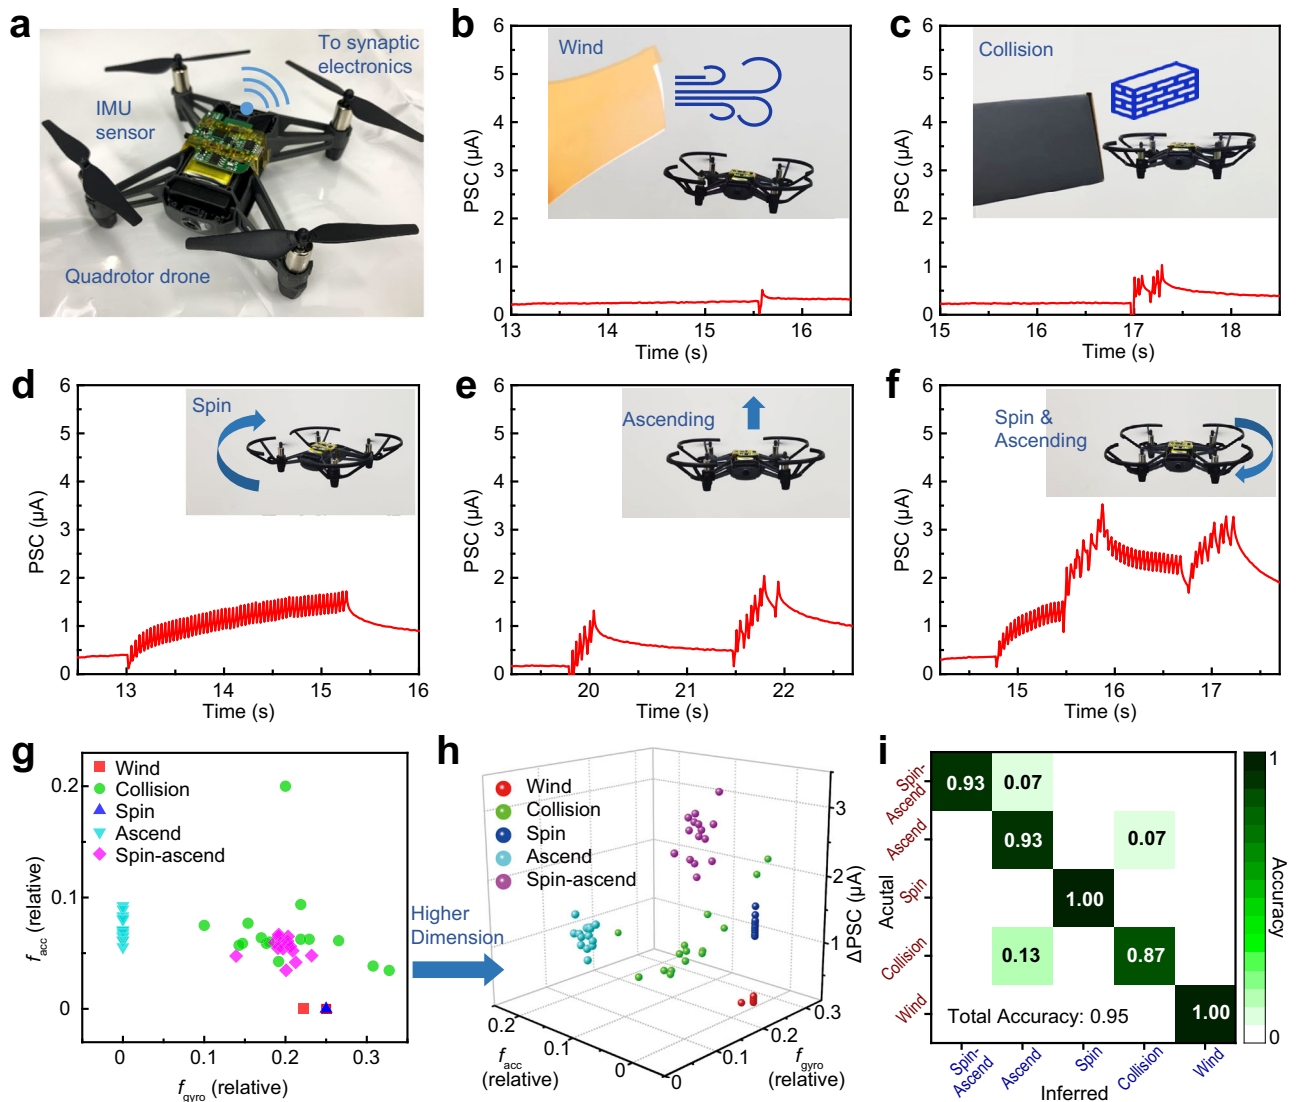 a
To synaptic
electronics
IMU
sensor
Quadrotor drone
b
PSC (μA)
6
5
4
3
2
1
0
Wind
13
14
15
16
Time (s)
c
PSC (μA)
6
5
4
3
2
1
0
Collision
15
16
17
18
Time (s)
d
PSC (μA)
6
5
4
3
2
1
0
Spin
13
14
15
16
Time (s)
e
PSC (μA)
6
5
4
3
2
1
0
Ascending
20
21
22
Time (s)
f
PSC (μA)
6
5
4
3
2
1
0
Spin &
Ascending
15
16
17
Time (s)
g
f_acc (relative)
0.2
0.1
0
Wind
Collision
Spin
Ascend
Spin-ascend
0
0.1
0.2
0.3
f_gyro (relative)
Higher
Dimension
h
Wind
Collision
Spin
Ascend
Spin-ascend
3
2
1
ΔPSC (μA)
0.2
0.1
0
f_acc
(relative)
0
0.1
0.2
0.3
f_gyro
(relative)
i
Acutal
Spin-
Ascend
Ascend
Spin
Collision
Wind
0.93
0.07
0.93
0.07
1.00
0.13
0.87
1.00
Total Accuracy: 0.95
Spin-
Ascend
Ascend
Spin
Collision
Wind
Inferred
1
0
Accuracy